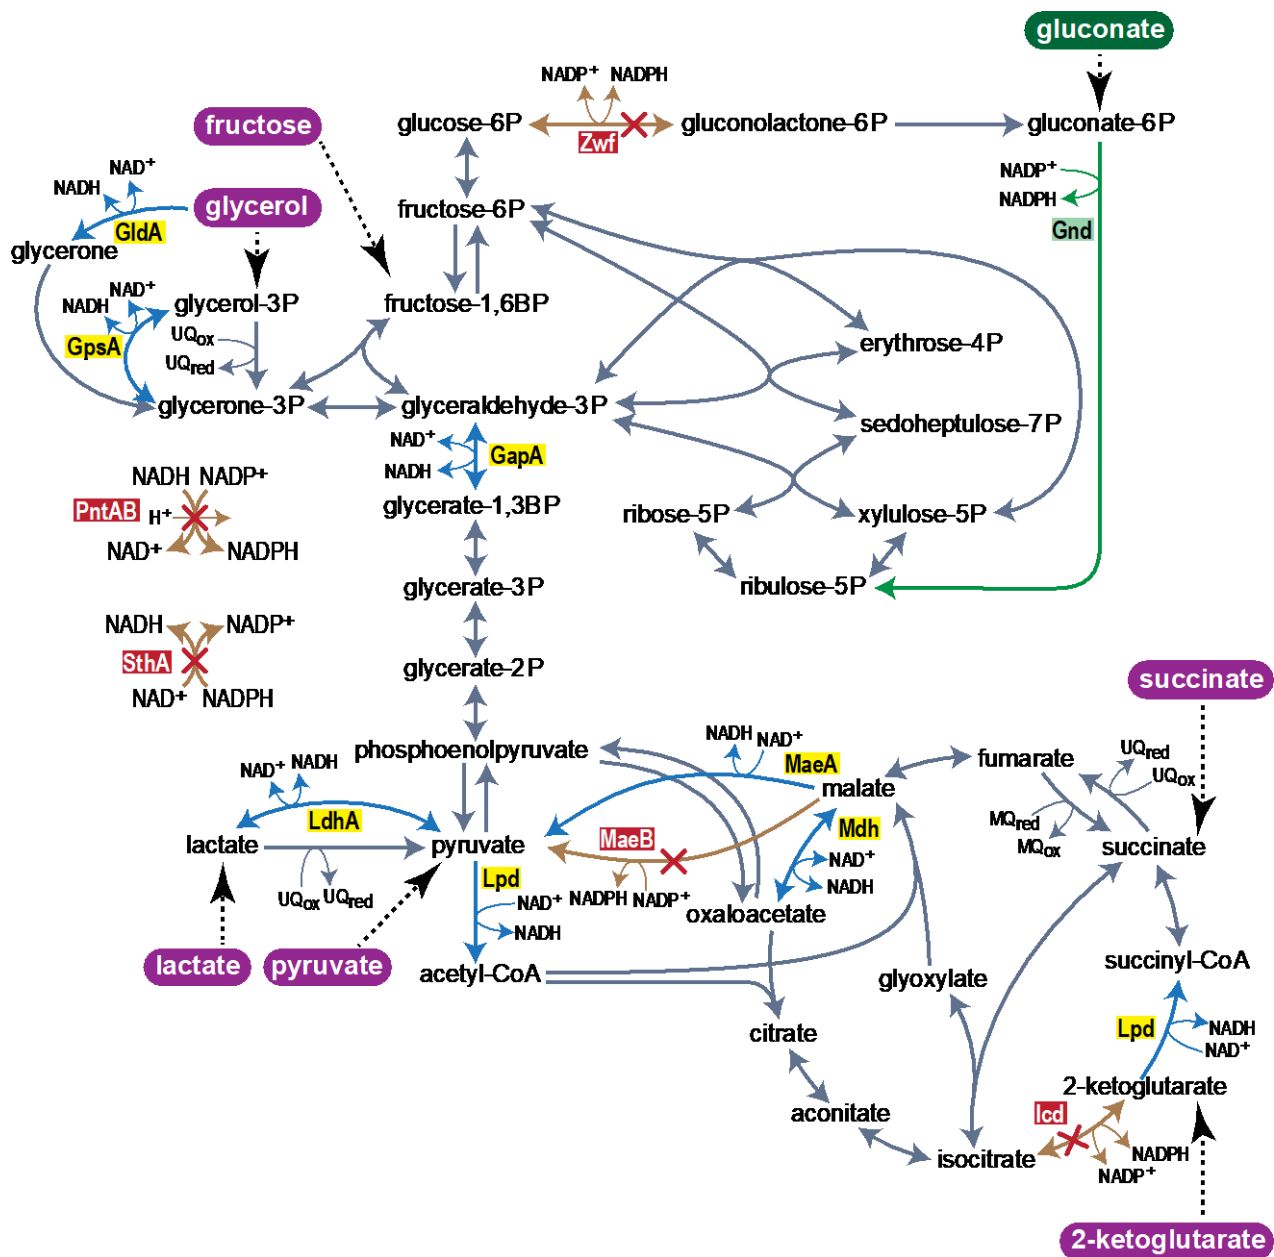 gluconate
NADP+ NADPH
fructose
glucose-6P
Zwf
gluconolactone-6P
gluconate-6P
NAD+
NADH
glycerol
NADP+
NADPH
Gnd
GldA
glycerone
fructose-6P
NAD+
NADH
glycerol-3P
fructose-1,6BP
UQox
UQred
GpsA
erythrose-4P
glycerone-3P
glyceraldehyde-3P
sedoheptulose-7P
NAD+
NADH
GapA
NADH NADP+
PntAB
H+
NAD+
NADPH
glycerate-1,3BP
ribose-5P
xylulose-5P
glycerate-3P
ribulose-5P
NADH
NADP+
SthA
NAD+ NADPH
glycerate-2P
succinate
phosphoenolpyruvate
NADH NAD+
MaeA
fumarate
UQred
UQox
NAD+ NADH
LdhA
malate
Mdh
MQred
MQox
lactate
pyruvate
MaeB
succinate
NAD+
NADH
Lpd
UQox UQred
NAD+
NADH
NADPH NADP+
oxaloacetate
lactate
pyruvate
acetyl-CoA
glyoxylate
succinyl-CoA
citrate
Lpd
NADH
NAD+
2-ketoglutarate
aconitate
Icd
isocitrate
NADPH
NADP+
2-ketoglutarate